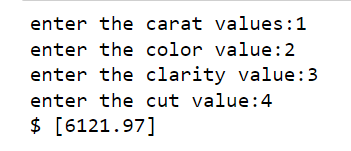 enter the carat values:1
enter the color value:2
enter the clarity value:3
enter the cut value:4
$ [6121.97]